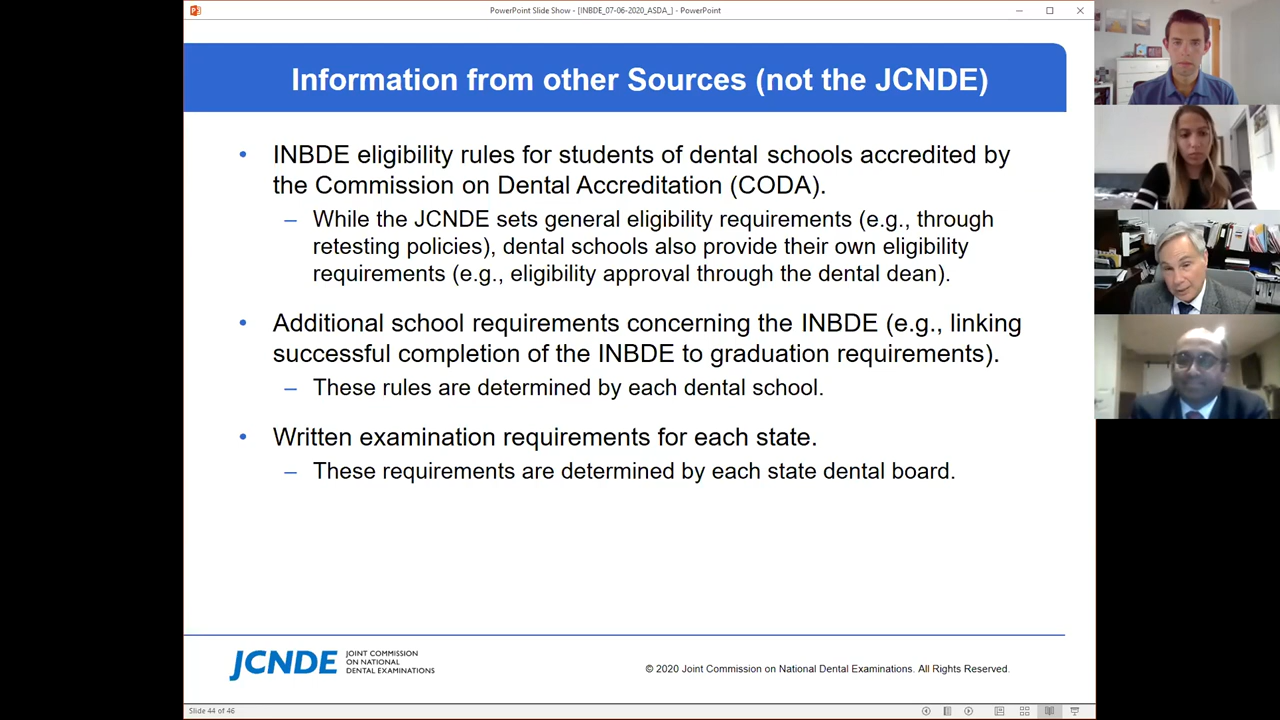 PowerPoint Slide Show - [INBDE_07-06-2020_ASDA_] - PowerPoint
Information from other Sources (not the JCNDE)
• INBDE eligibility rules for students of dental schools accredited by
the Commission on Dental Accreditation (CODA).
– While the JCNDE sets general eligibility requirements (e.g., through
retesting policies), dental schools also provide their own eligibility
requirements (e.g., eligibility approval through the dental dean).
• Additional school requirements concerning the INBDE (e.g., linking
successful completion of the INBDE to graduation requirements).
– These rules are determined by each dental school.
• Written examination requirements for each state.
– These requirements are determined by each state dental board.
JCNDE
JOINT COMMISSION
ON NATIONAL
DENTAL EXAMINATIONS
© 2020 Joint Commission on National Dental Examinations. All Rights Reserved.
Slide 44 of 46